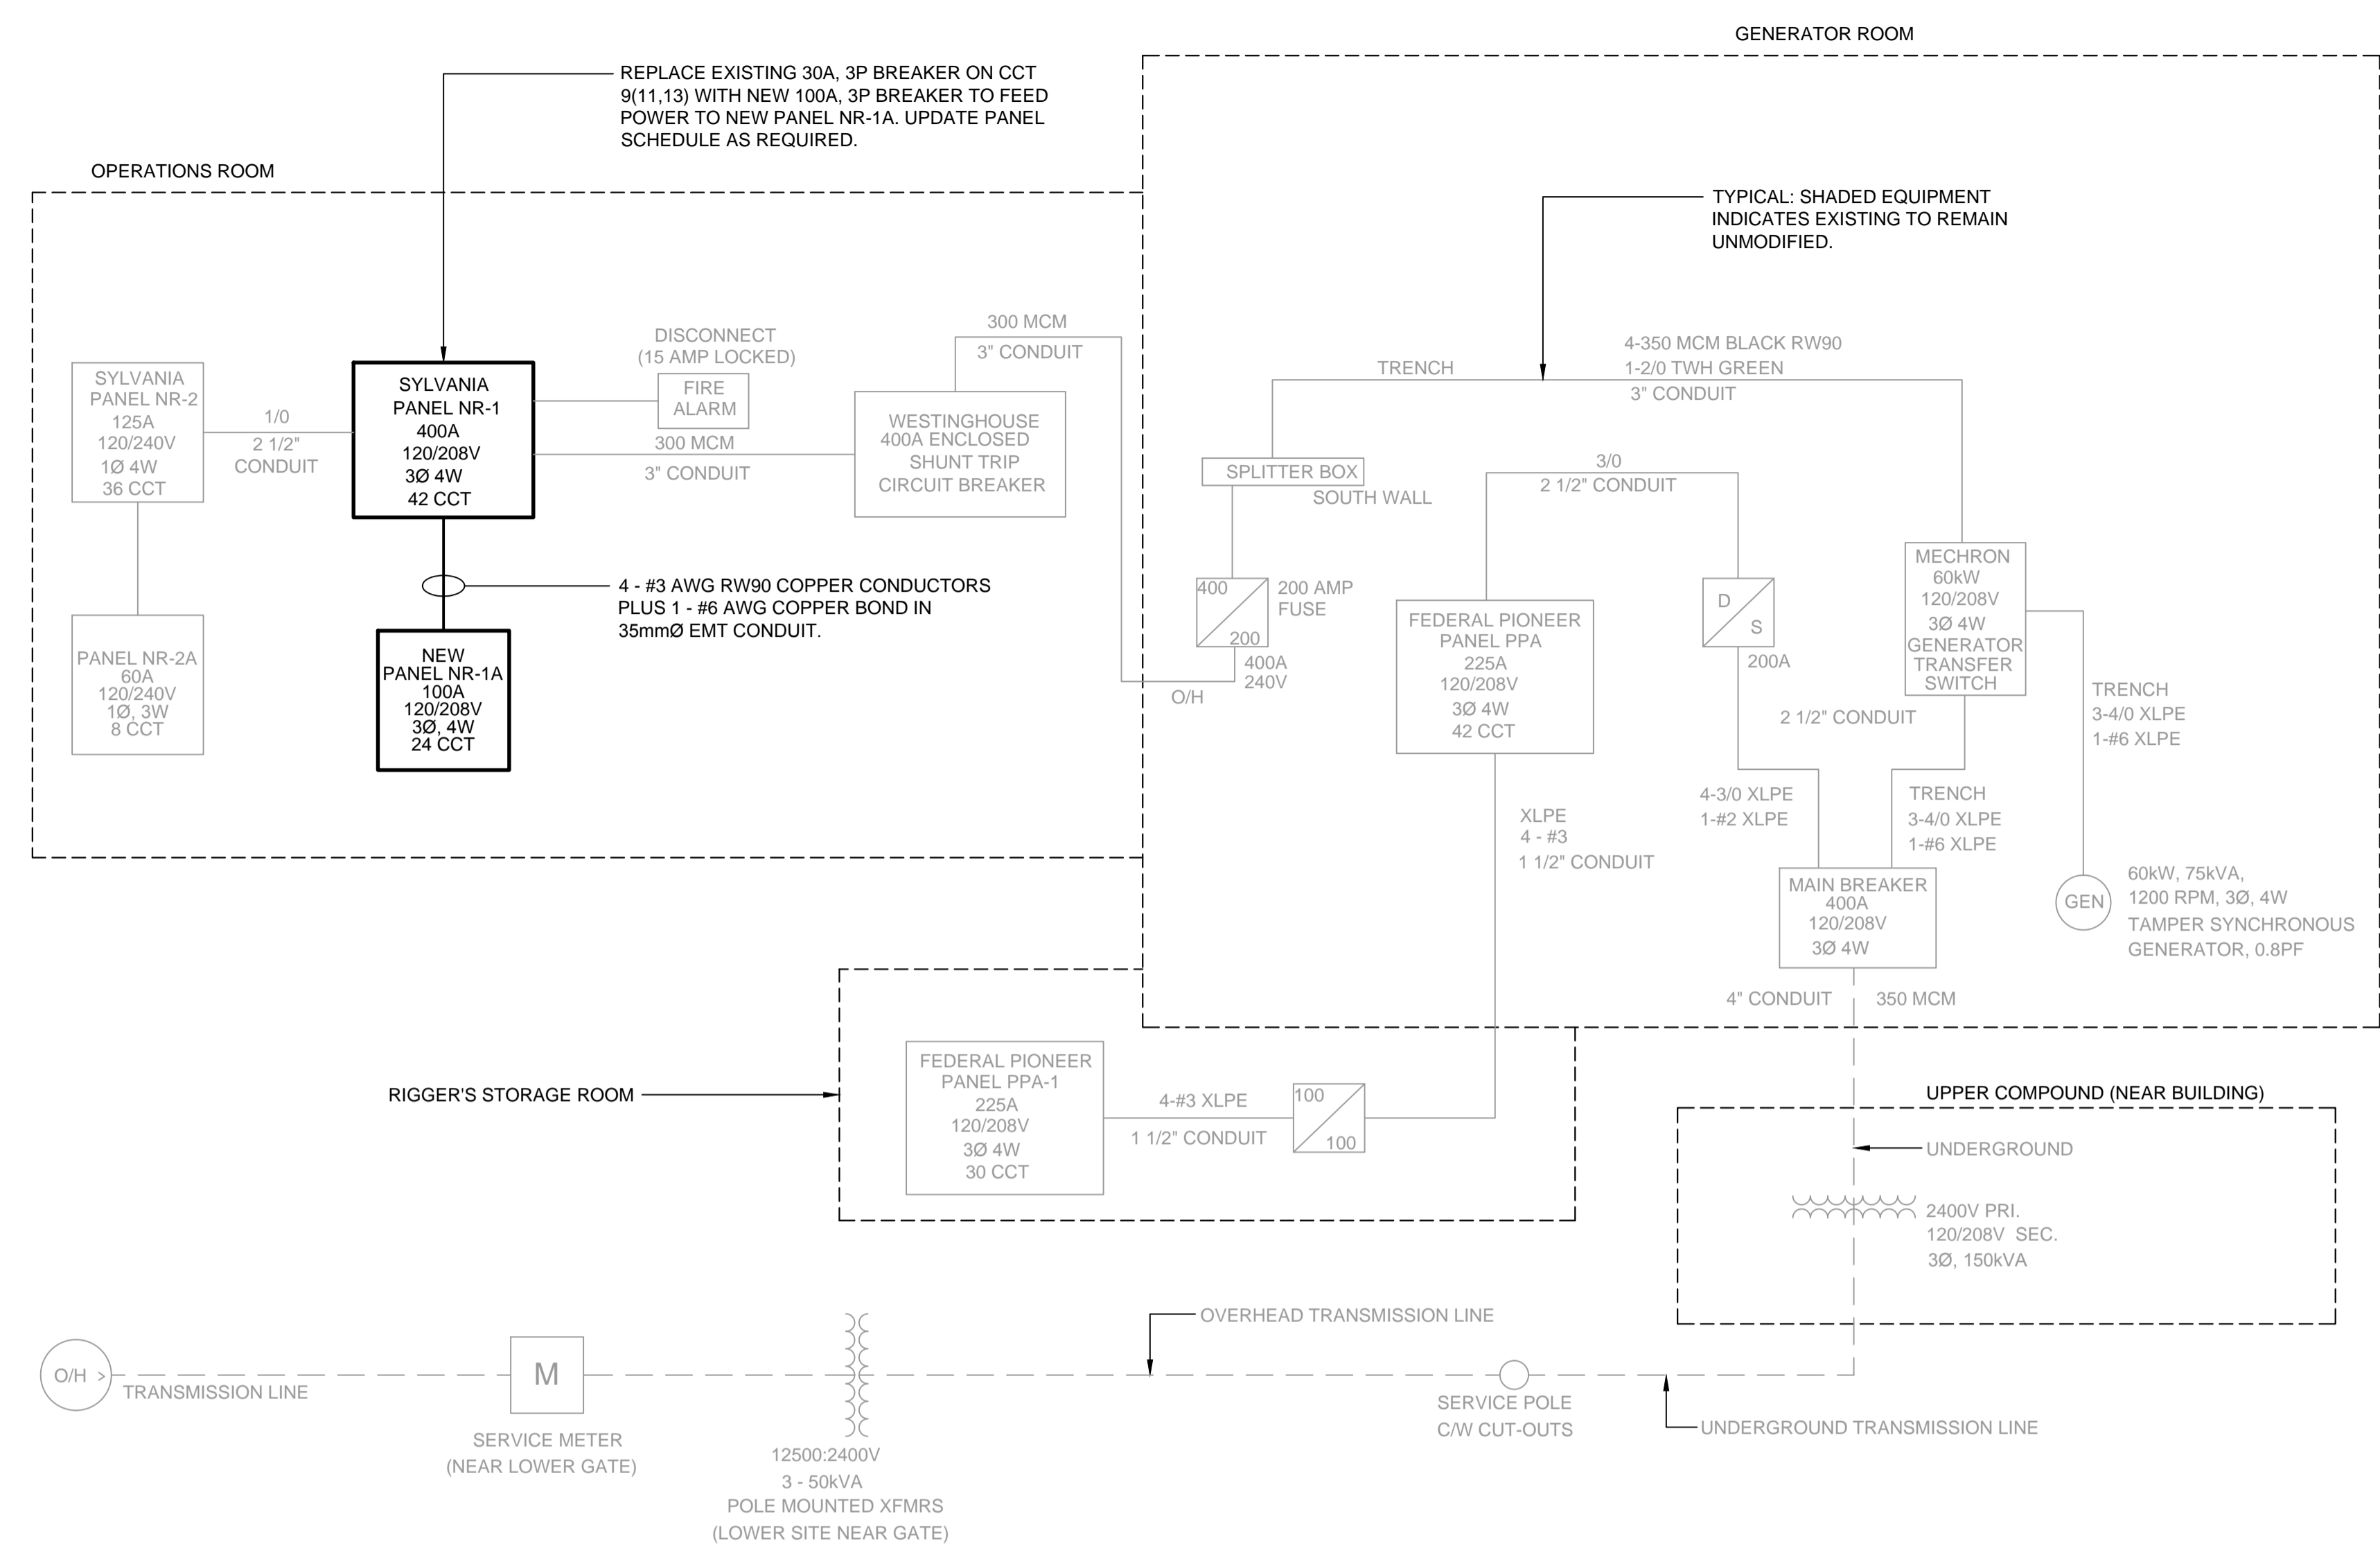 GENERATOR ROOM
REPLACE EXISTING 30A, 3P BREAKER ON CCT
9(11,13) WITH NEW 100A, 3P BREAKER TO FEED
POWER TO NEW PANEL NR-1A. UPDATE PANEL
SCHEDULE AS REQUIRED.
OPERATIONS ROOM
TYPICAL: SHADED EQUIPMENT
INDICATES EXISTING TO REMAIN
UNMODIFIED.
SYLVANIA
PANEL NR-2
125A
120/240V
1Ø 4W
36 CCT
1/0
2 1/2" CONDUIT
SYLVANIA
PANEL NR-1
400A
120/208V
3Ø 4W
42 CCT
DISCONNECT
(15 AMP LOCKED)
FIRE
ALARM
300 MCM
3" CONDUIT
300 MCM
3" CONDUIT
WESTINGHOUSE
400A ENCLOSED
SHUNT TRIP
CIRCUIT BREAKER
PANEL NR-2A
60A
120/240V
1Ø, 3W
8 CCT
4 - #3 AWG RW90 COPPER CONDUCTORS
PLUS 1 - #6 AWG COPPER BOND IN
35mmØ EMT CONDUIT.
NEW
PANEL NR-1A
100A
120/208V
3Ø, 4W
24 CCT
TRENCH
4-350 MCM BLACK RW90
1-2/0 TWH GREEN
3" CONDUIT
SPLITTER BOX
SOUTH WALL
400
200
200 AMP
FUSE
400A
240V
O/H
3/0
2 1/2" CONDUIT
FEDERAL PIONEER
PANEL PPA
225A
120/208V
3Ø 4W
42 CCT
D
S
200A
MECHRON
60kW
120/208V
3Ø 4W
GENERATOR
TRANSFER
SWITCH
2 1/2" CONDUIT
TRENCH
3-4/0 XLPE
1-#6 XLPE
4-3/0 XLPE
1-#2 XLPE
TRENCH
3-4/0 XLPE
1-#6 XLPE
XLPE
4 - #3
1 1/2" CONDUIT
MAIN BREAKER
400A
120/208V
3Ø 4W
GEN
60kW, 75kVA,
1200 RPM, 3Ø, 4W
TAMPER SYNCHRONOUS
GENERATOR, 0.8PF
4" CONDUIT
350 MCM
RIGGER'S STORAGE ROOM
FEDERAL PIONEER
PANEL PPA-1
225A
120/208V
3Ø 4W
30 CCT
4-#3 XLPE
1 1/2" CONDUIT
100
100
UPPER COMPOUND (NEAR BUILDING)
UNDERGROUND
2400V PRI.
120/208V SEC.
3Ø, 150kVA
OVERHEAD TRANSMISSION LINE
O/H >
TRANSMISSION LINE
M
SERVICE METER
(NEAR LOWER GATE)
12500:2400V
3 - 50kVA
POLE MOUNTED XFMRS
(LOWER SITE NEAR GATE)
SERVICE POLE
C/W CUT-OUTS
UNDERGROUND TRANSMISSION LINE